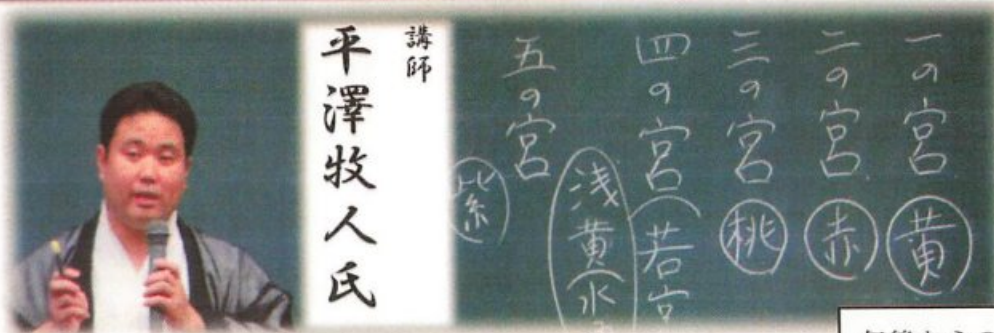 一の宮 黄
二の宮 赤
三の宮 桃
四の宮(若宮
浅黄(水
五の宮
紫
講師
平澤牧人氏